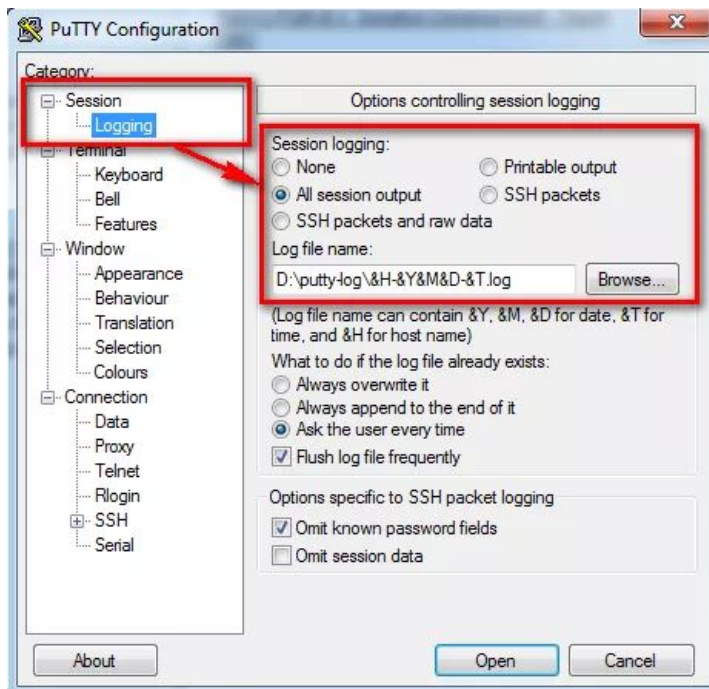 PuTTY Configuration
X
Category:
Session
Logging
Terminal
Keyboard
Bell
Features
Window
Appearance
Behaviour
Translation
Selection
Colours
Connection
Data
Proxy
Telnet
Rlogin
SSH
Serial
Options controlling session logging
Session logging:
None Printable output
All session output SSH packets
SSH packets and raw data
Log file name:
D:\putty-log\&H-&Y&M&D-&T.log Browse...
(Log file name can contain &Y, &M, &D for date, &T for
time, and &H for host name)
What to do if the log file already exists:
Always overwrite it
Always append to the end of it
Ask the user every time
Flush log file frequently
Options specific to SSH packet logging
Omit known password fields
Omit session data
About Open Cancel